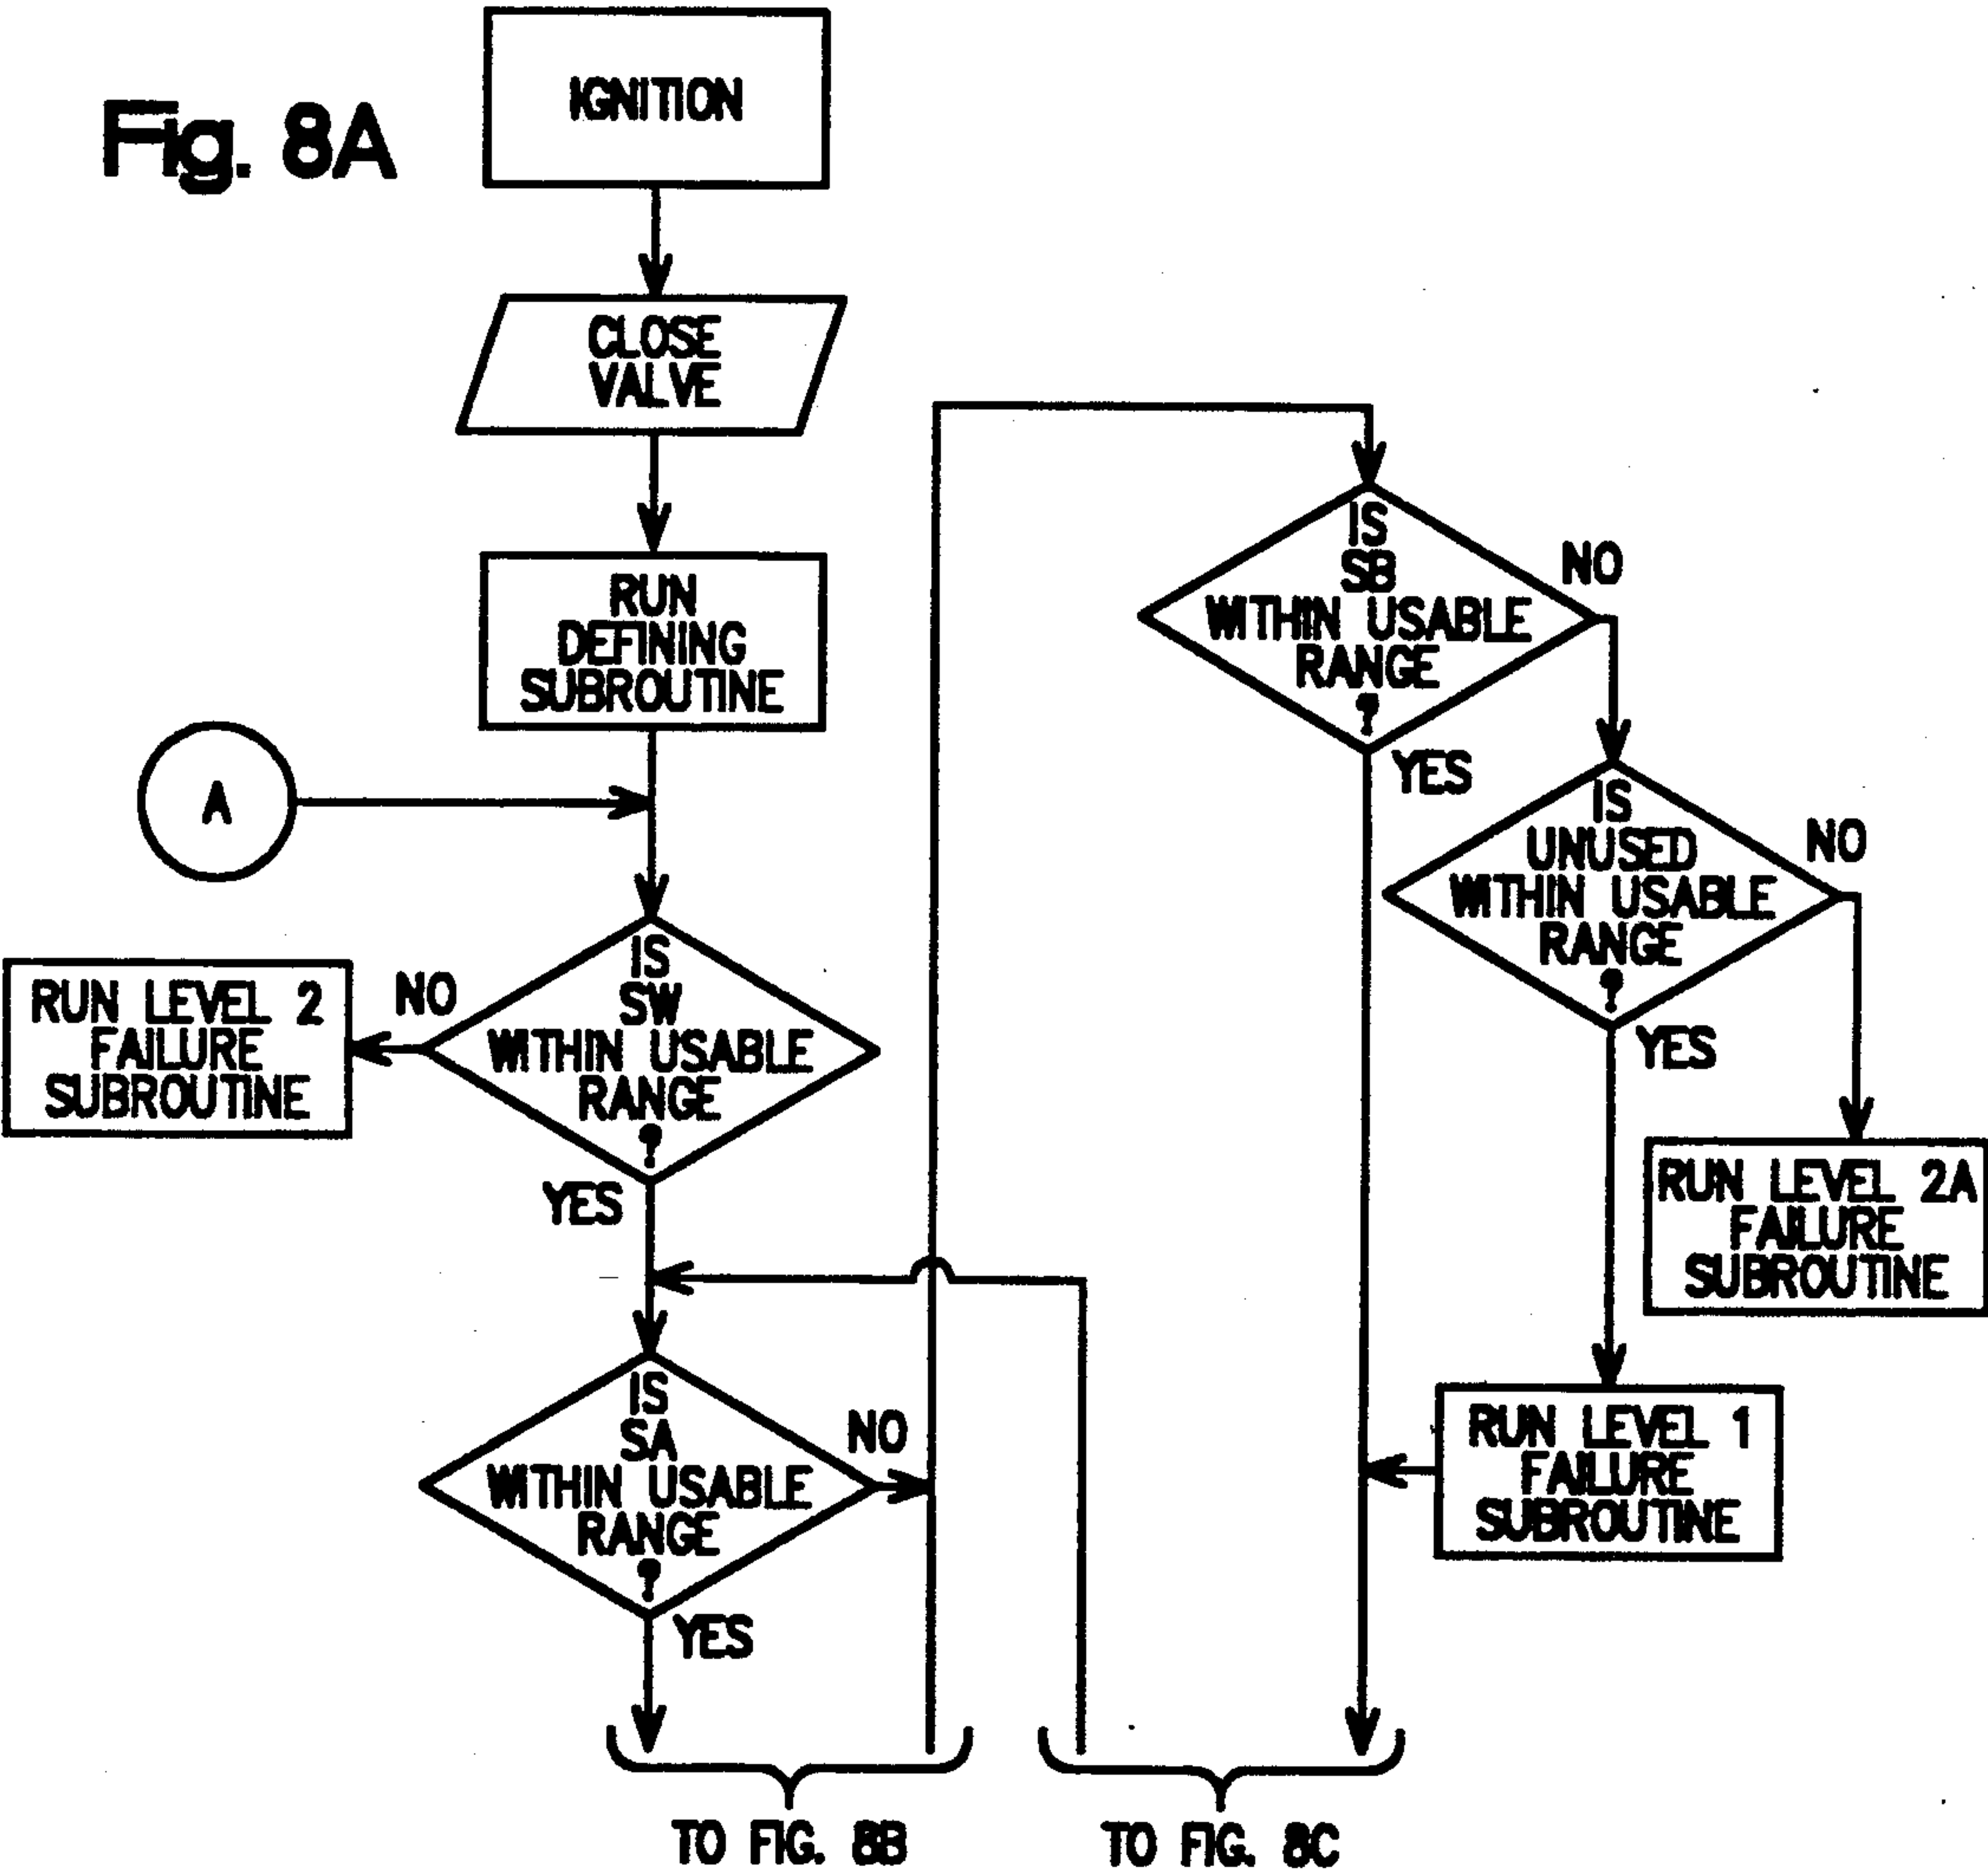 Fig. 8A
IGNITION
CLOSE
VALVE
RUN
DEFINING
SUBROUTINE
A
IS
SW
WITHIN USABLE
RANGE
?
NO
RUN LEVEL 2
FAILURE
SUBROUTINE
YES
IS
SA
WITHIN USABLE
RANGE
?
NO
YES
TO FIG. 8B
IS
SB
WITHIN USABLE
RANGE
?
NO
YES
IS
UNUSED
WITHIN USABLE
RANGE
?
NO
YES
RUN LEVEL 2A
FAILURE
SUBROUTINE
RUN LEVEL 1
FAILURE
SUBROUTINE
TO FIG. 8C